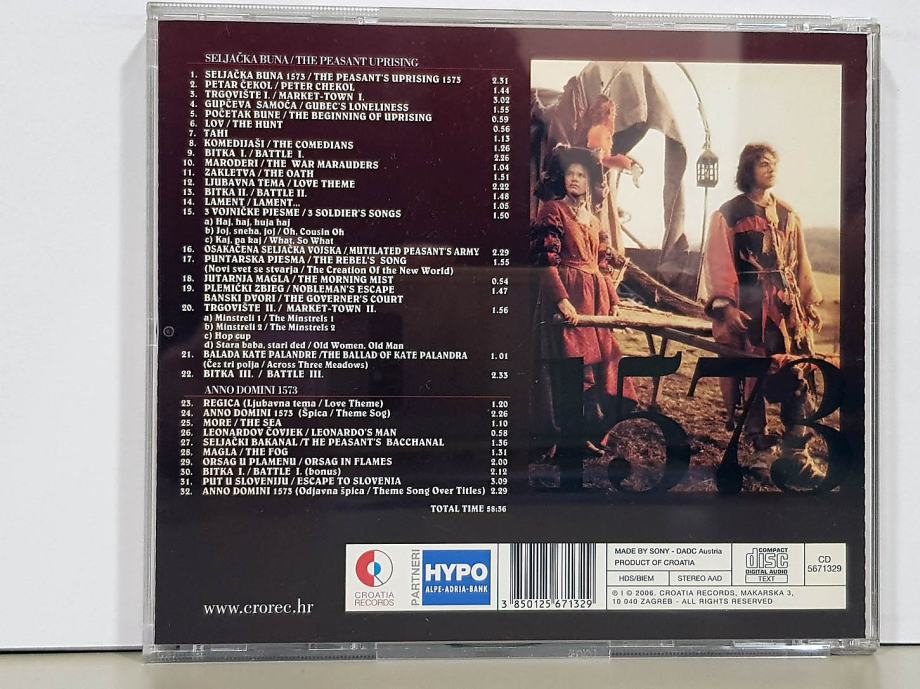 SELJAČKA BUNA / THE PEASANT UPRISING
1. SELJAČKA BUNA 1573 / THE PEASANT'S UPRISING 1573 2.31
2. PETAR ČEKOL / PETER CHEKOL 1.44
3. TRGOVIŠTE I. / MARKET-TOWN I. 3.02
4. GUPČEVA SAMOĆA / GUBEC'S LONELINESS 1.55
5. POČETAK BUNE / THE BEGINNING OF UPRISING 0.59
6. LOV / THE HUNT 0.56
7. TAHI 1.13
8. KOMEDIJAŠI / THE COMEDIANS 1.26
9. BITKA I. / BATTLE I. 2.26
10. MARODERI / THE WAR MARAUDERS 1.04
11. ZAKLETVA / THE OATH 1.51
12. LJUBAVNA TEMA / LOVE THEME 2.22
13. BITKA II. / BATTLE II. 1.48
14. LAMENT / LAMENT... 1.05
15. 3 VOJNIČKE PJESME / 3 SOLDIER'S SONGS 1.50
a) Haj, haj, huja haj
b) Joj, sneha, joj / Oh, Cousin Oh
c) Kaj, pa kaj / What, So What
16. OSAKAČENA SELJAČKA VOJSKA / MUTILATED PEASANT'S ARMY 2.29
17. PUNTARSKA PJESMA / THE REBEL'S SONG 1.55
(Novi svet se stvarja / The Creation Of the New World)
18. JUTARNIA MAGLA / THE MORNING MIST 0.54
19. PLEMIĆKI ZBJEG / NOBLEMAN'S ESCAPE 1.47
BANSKI DVORI / THE GOVERNER'S COURT
20. TRGOVIŠTE II. / MARKET-TOWN II. 1.56
a) Minstreli 1 / The Minstrels 1
b) Minstreli 2 / The Minstrels 2
c) Hop cup
d) Stara baba, stari ded / Old Women, Old Man
21. BALADA KATE PALANDRE / THE BALLAD OF KATE PALANDRA 1.01
(Čez tri polja / Across Three Meadows)
22. BITKA III. / BATTLE III. 2.33
ANNO DOMINI 1573
23. REGICA (Ljubavna tema / Love Theme) 1.20
24. ANNO DOMINI 1573 (Špica / Theme Sog) 2.26
25. MORE / THE SEA 1.10
26. LEONARDOV ČOVJEK / LEONARDO'S MAN 0.58
27. SELJAČKI BAKANAL / T HE PEASANT'S BACCHANAL 1.36
28. MAGLA / THE FOG 1.31
29. ORSAG U PLAMENU / ORSAG IN FLAMES 2.00
30. BITKA I. / BATTLE I. (bonus) 2.12
31. PUT U SLOVENIJU / ESCAPE TO SLOVENIA 3.09
32. ANNO DOMINI 1573 (Odjavna špica / Theme Song Over Titles) 2.29
TOTAL TIME 58:36
1573
www.crorec.hr
CROATIA RECORDS
PARTNERI
HYPO
ALPE-ADRIA-BANK
3 850125 671329
MADE BY SONY - DADC Austria
PRODUCT OF CROATIA
HDS/BIEM
STEREO AAD
COMPACT
disc
DIGITAL AUDIO
TEXT
CD
5671329
℗ I © 2006. CROATIA RECORDS, MAKARSKA 3,
10 040 ZAGREB - ALL RIGHTS RESERVED